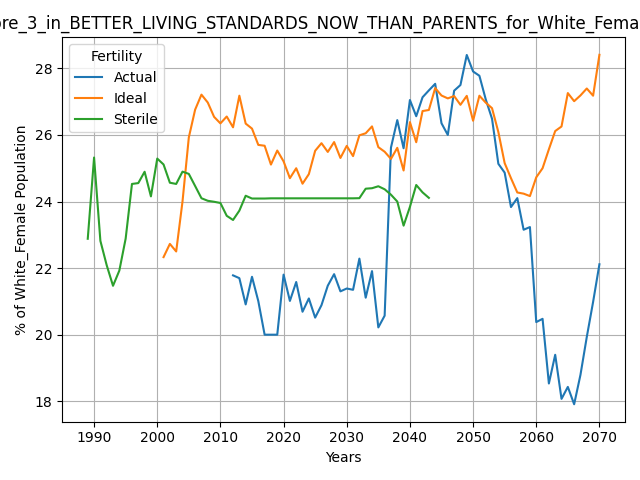 ore_3_in_BETTER_LIVING_STANDARDS_NOW_THAN_PARENTS_for_White_Fema
Fertility
Actual
Ideal
Sterile
28
26
24
22
20
18
% of White_Female Population
1990 2000 2010 2020 2030 2040 2050 2060 2070
Years